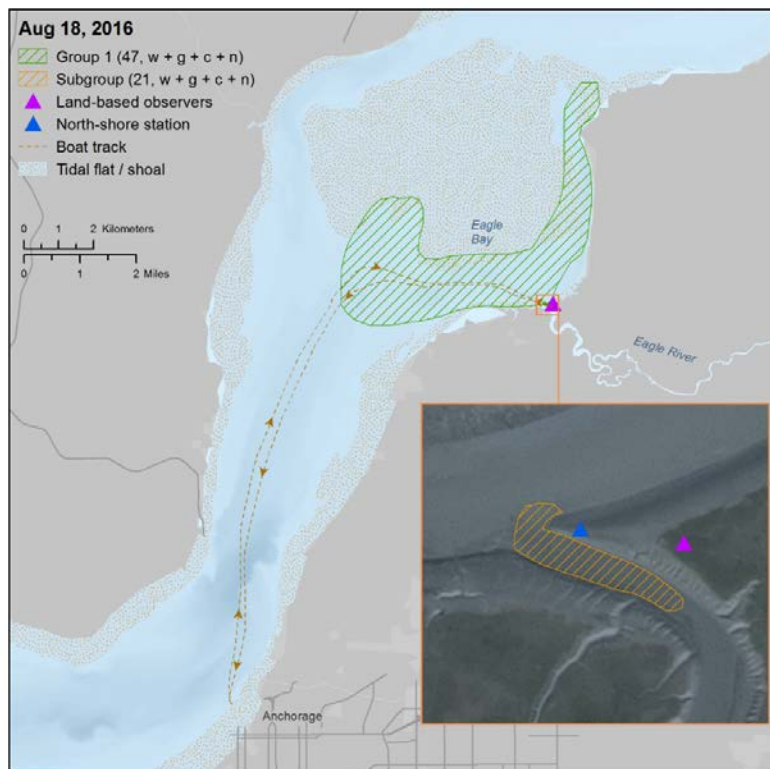 Aug 18, 2016
Group 1 (47, w + g + c + n)
Subgroup (21, w + g + c + n)
Land-based observers
North-shore station
Boat track
Tidal flat / shoal
0 1 2 Kilometers
0 1 2 Miles
Eagle
Bay
Eagle River
Anchorage